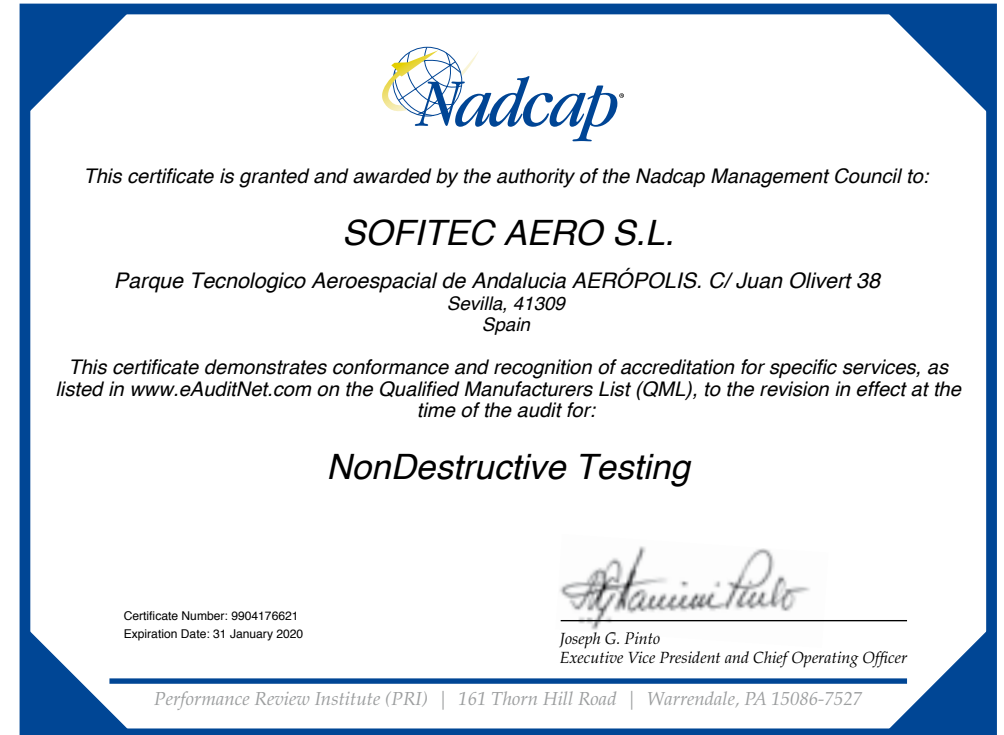 Nadcap®
This certificate is granted and awarded by the authority of the Nadcap Management Council to:
SOFITEC AERO S.L.
Parque Tecnologico Aeroespacial de Andalucia AERÓPOLIS. C/ Juan Olivert 38
Sevilla, 41309
Spain
This certificate demonstrates conformance and recognition of accreditation for specific services, as
listed in www.eAuditNet.com on the Qualified Manufacturers List (QML), to the revision in effect at the
time of the audit for:
NonDestructive Testing
Certificate Number: 9904176621
Expiration Date: 31 January 2020
Joseph G. Pinto
Executive Vice President and Chief Operating Officer
Performance Review Institute (PRI) | 161 Thorn Hill Road | Warrendale, PA 15086-7527